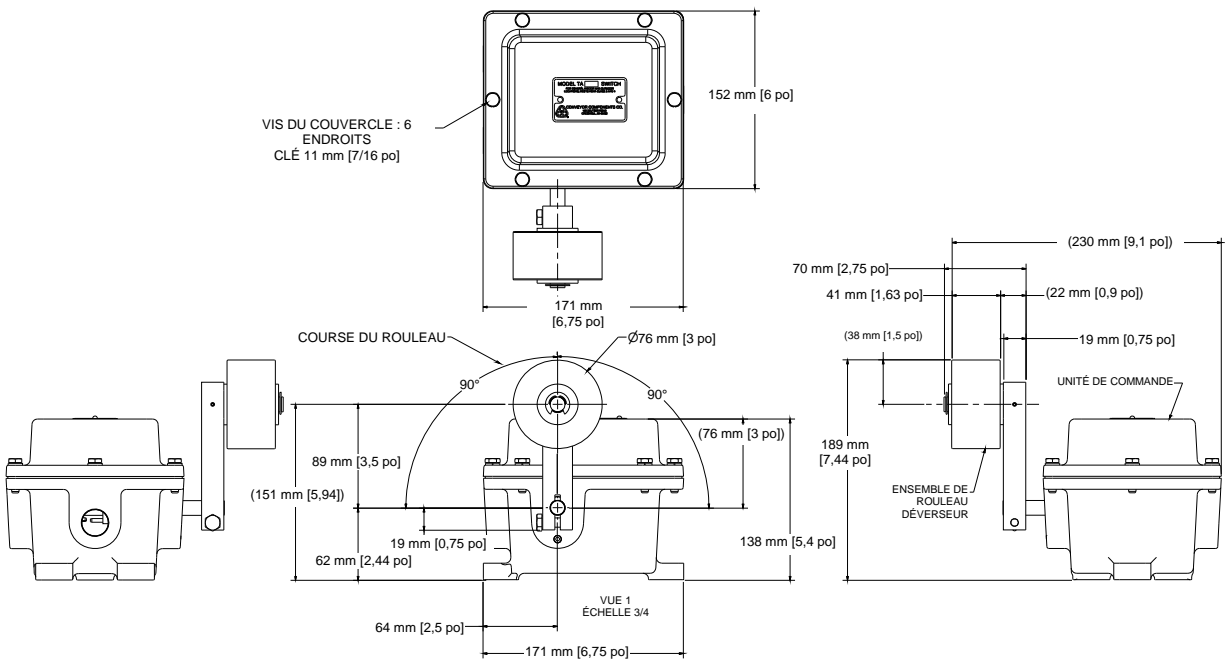 MODEL TA SWITCH
CONVEYOR COMPONENTS CO.
152 mm [6 po]
VIS DU COUVERCLE : 6
ENDROITS
CLÉ 11 mm [7/16 po]
171 mm
[6,75 po]
(230 mm [9,1 po])
70 mm [2,75 po]
41 mm [1,63 po]
(22 mm [0,9 po])
(38 mm [1,5 po])
19 mm [0,75 po]
COURSE DU ROULEAU
Ø76 mm [3 po]
90°
90°
UNITÉ DE COMMANDE
(76 mm [3 po])
89 mm [3,5 po]
189 mm
[7,44 po]
(151 mm [5,94])
ENSEMBLE DE
ROULEAU
DÉVERSEUR
19 mm [0,75 po]
138 mm [5,4 po]
62 mm [2,44 po]
VUE 1
ÉCHELLE 3/4
64 mm [2,5 po]
171 mm [6,75 po]